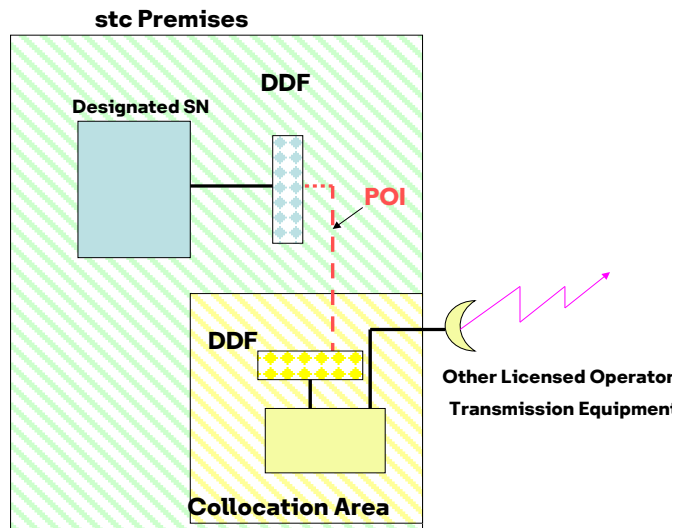 stc Premises
DDF
Designated SN
POI
DDF
Other Licensed Operator
Transmission Equipment
Collocation Area